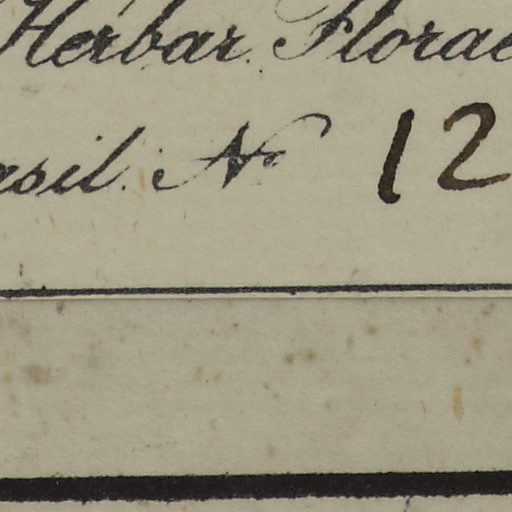 Herbar. Florae
asil. No 12